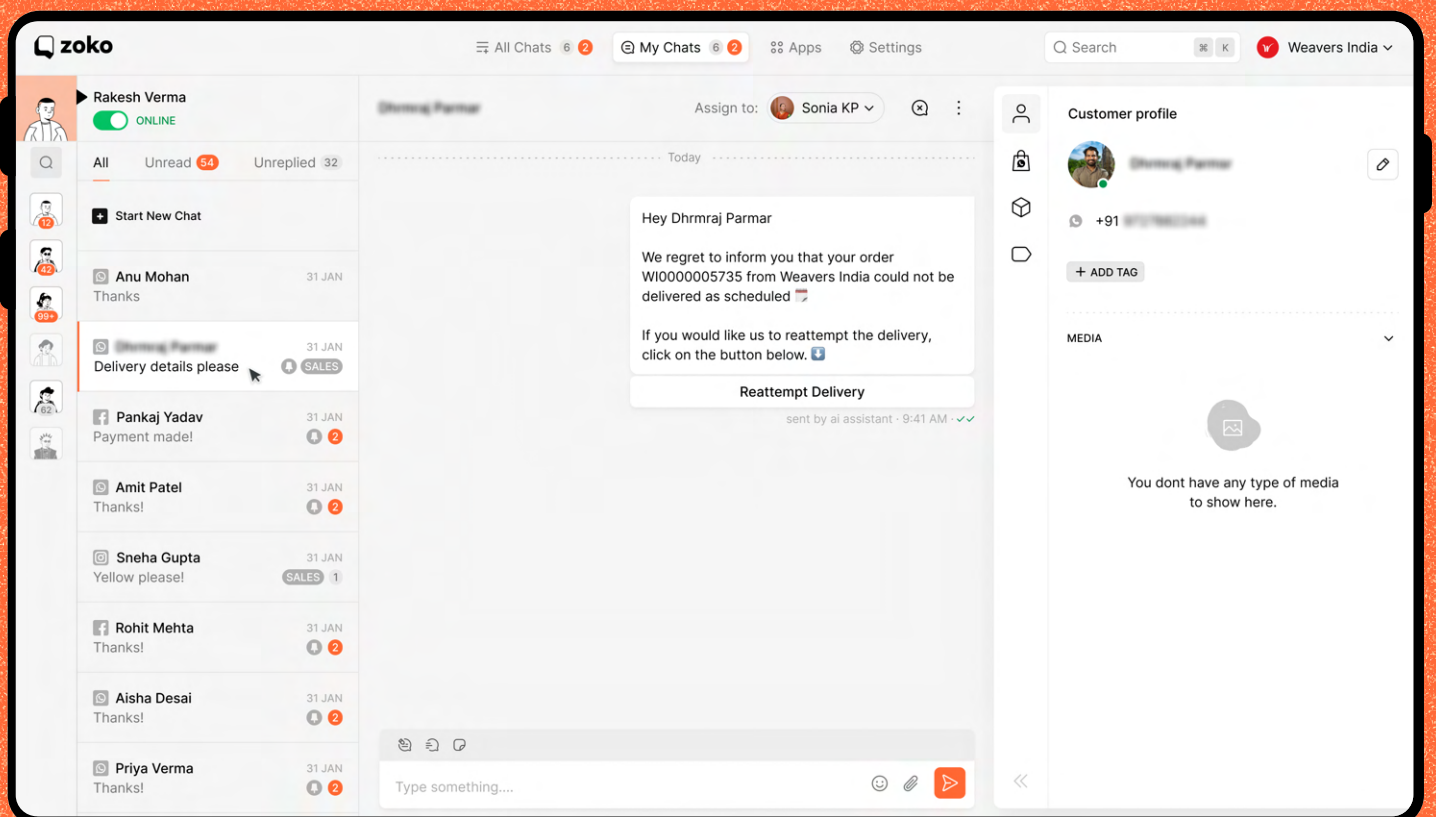 zoko
All Chats 6 2
My Chats 6 2
Apps
Settings
Search ⌘ K
Weavers India
Rakesh Verma
ONLINE
All Unread 54 Unreplied 32
12
42
99+
62
Start New Chat
Anu Mohan 31 JAN
Thanks
31 JAN
Delivery details please SALES
Pankaj Yadav 31 JAN
Payment made! 2
Amit Patel 31 JAN
Thanks! 2
Sneha Gupta 31 JAN
Yellow please! SALES 1
Rohit Mehta 31 JAN
Thanks! 2
Aisha Desai 31 JAN
Thanks! 2
Priya Verma 31 JAN
Thanks! 2
Assign to: Sonia KP
Today
Hey Dhrmraj Parmar
We regret to inform you that your order
WI0000005735 from Weavers India could not be
delivered as scheduled 🗓️
If you would like us to reattempt the delivery,
click on the button below. ⬇️
Reattempt Delivery
sent by ai assistant · 9:41 AM · ✓✓
Type something....
Customer profile
+91
+ ADD TAG
MEDIA
You dont have any type of media
to show here.